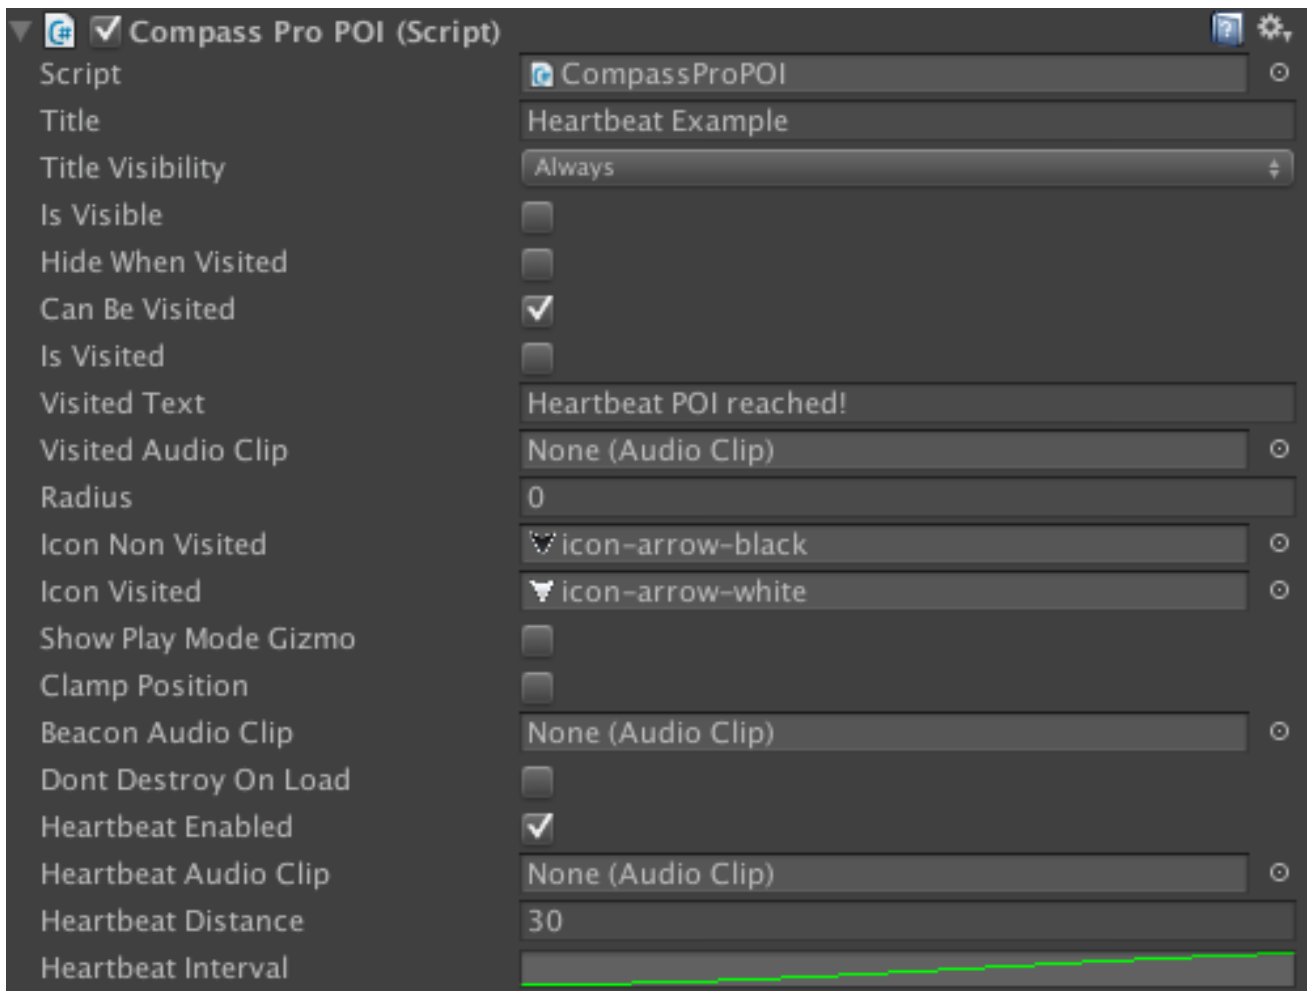 Compass Pro POI (Script)
Script CompassProPOI
Title Heartbeat Example
Title Visibility Always
Is Visible
Hide When Visited
Can Be Visited
Is Visited
Visited Text Heartbeat POI reached!
Visited Audio Clip None (Audio Clip)
Radius 0
Icon Non Visited icon-arrow-black
Icon Visited icon-arrow-white
Show Play Mode Gizmo
Clamp Position
Beacon Audio Clip None (Audio Clip)
Dont Destroy On Load
Heartbeat Enabled
Heartbeat Audio Clip None (Audio Clip)
Heartbeat Distance 30
Heartbeat Interval